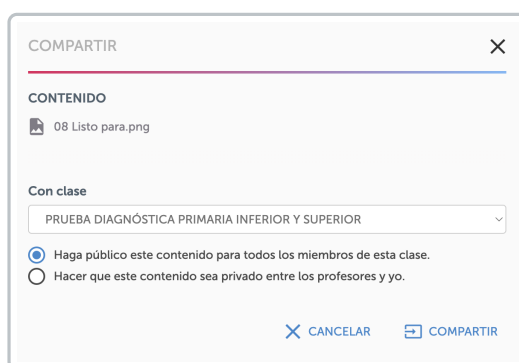 COMPARTIR
CONTENIDO
08 Listo para.png
Con clase
PRUEBA DIAGNÓSTICA PRIMARIA INFERIOR Y SUPERIOR
Haga público este contenido para todos los miembros de esta clase.
Hacer que este contenido sea privado entre los profesores y yo.
CANCELAR COMPARTIR